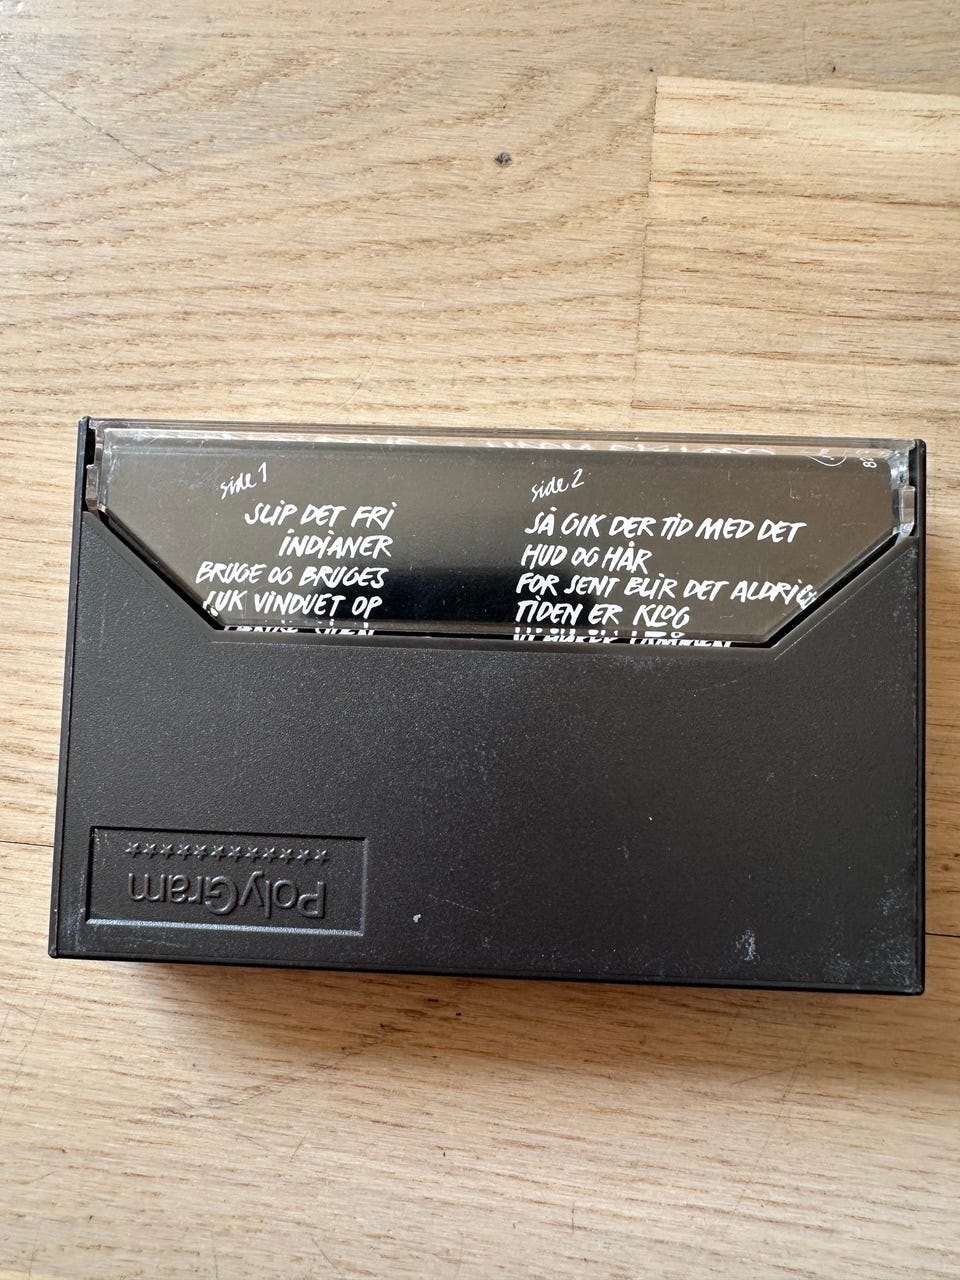 side 1
SLIP DET FRI
INDIANER
BRUGE OG BRUGES
LUK VINDUET OP
side 2
SÅ GIK DER TID MED DET
HUD OG HÅR
FOR SENT BLIR DET ALDRIG
TIDEN ER KLOG
PolyGram